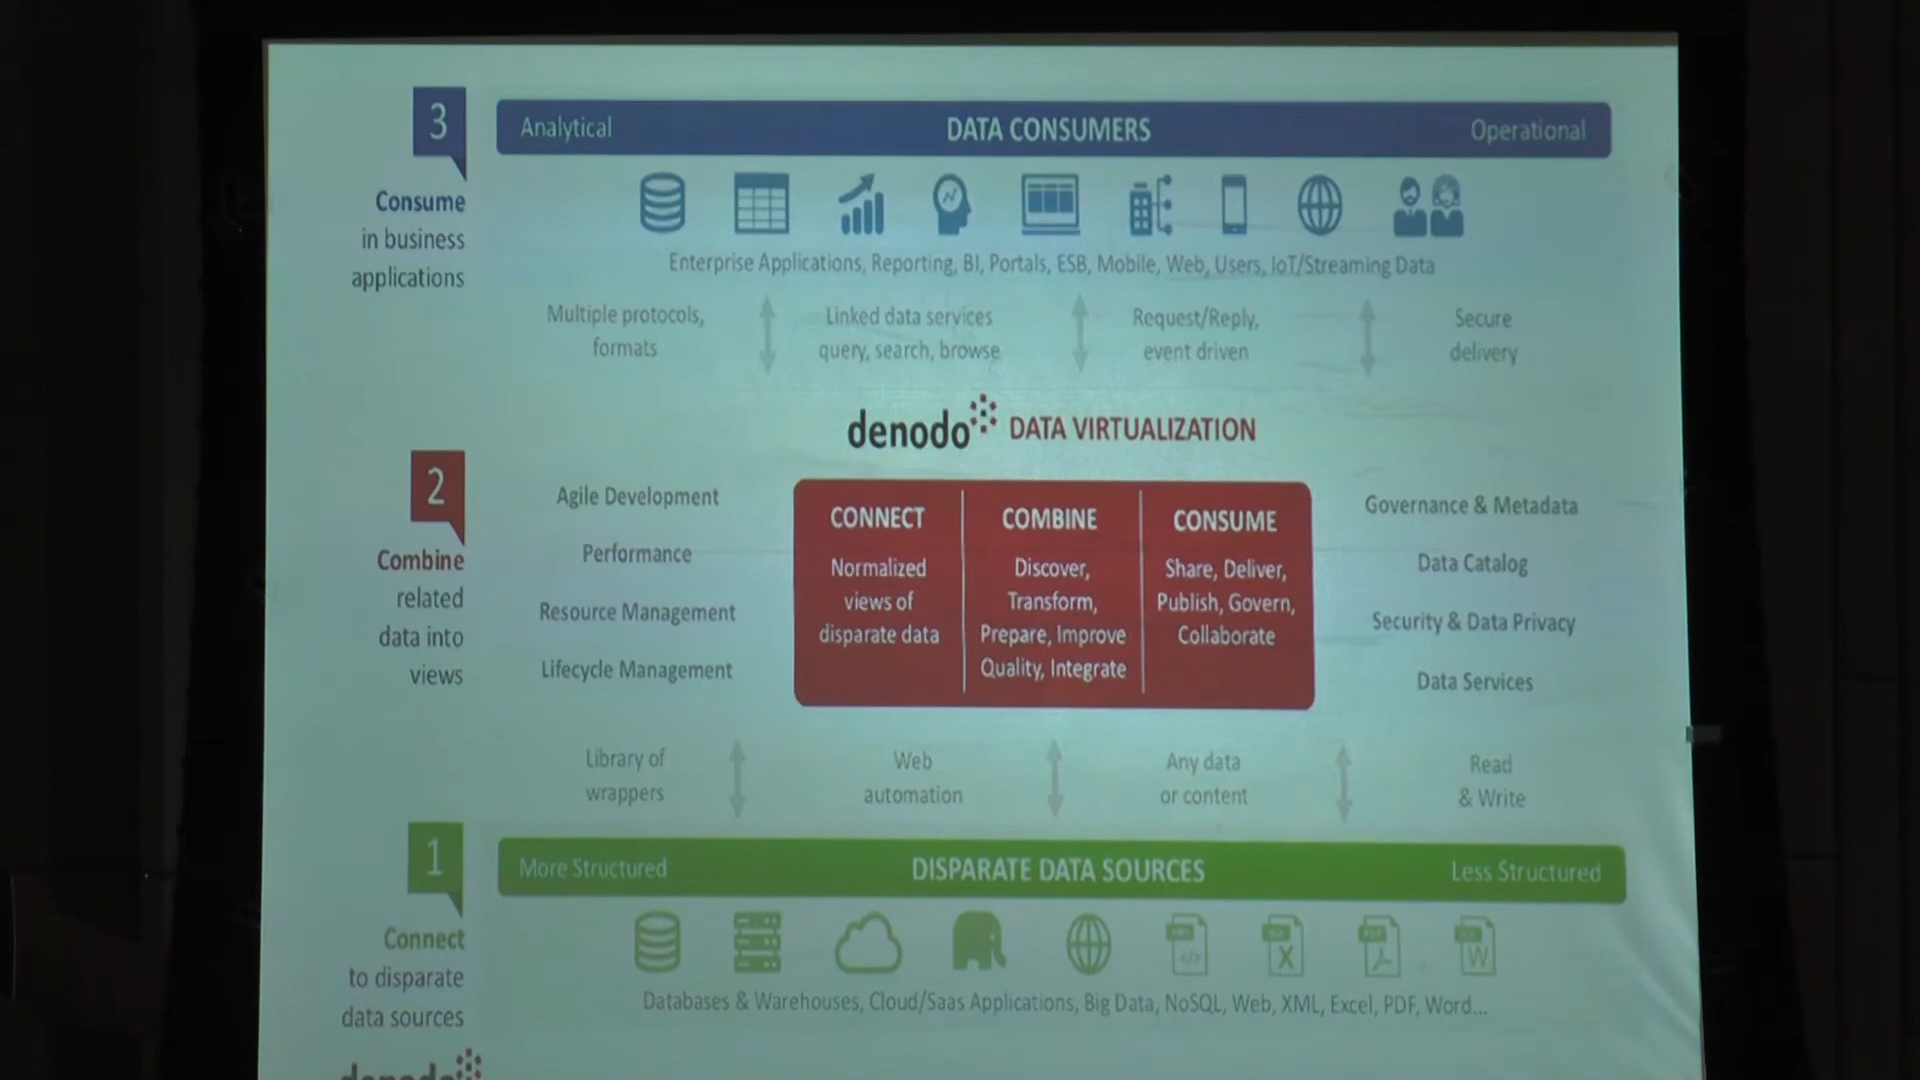 3
Analytical DATA CONSUMERS Operational
Consume
in business
applications
Enterprise Applications, Reporting, BI, Portals, ESB, Mobile, Web, Users, IoT/Streaming Data
Multiple protocols,
formats
Linked data services
query, search, browse
Request/Reply,
event driven
Secure
delivery
denodo DATA VIRTUALIZATION
2
Combine
related
data into
views
Agile Development
Performance
Resource Management
Lifecycle Management
CONNECT
Normalized
views of
disparate data
COMBINE
Discover,
Transform,
Prepare, Improve
Quality, Integrate
CONSUME
Share, Deliver,
Publish, Govern,
Collaborate
Governance & Metadata
Data Catalog
Security & Data Privacy
Data Services
Library of
wrappers
Web
automation
Any data
or content
Read
& Write
1
More Structured DISPARATE DATA SOURCES Less Structured
Connect
to disparate
data sources
</> X W
Databases & Warehouses, Cloud/Saas Applications, Big Data, NoSQL, Web, XML, Excel, PDF, Word...
denodo